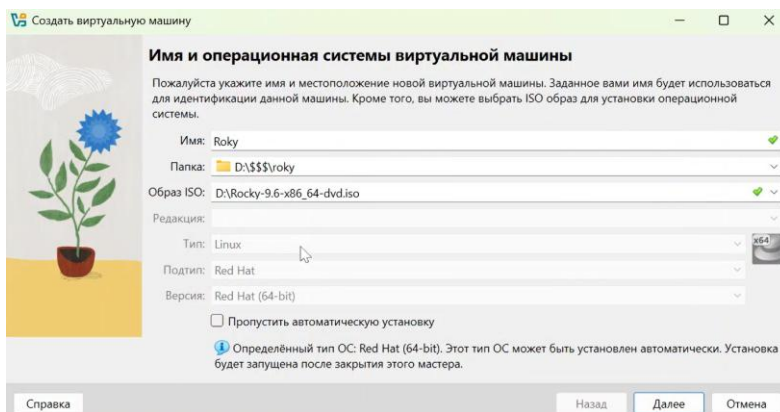 Создать виртуальную машину
Имя и операционная системы виртуальной машины
Пожалуйста укажите имя и местоположение новой виртуальной машины. Заданное вами имя будет использоваться
для идентификации данной машины. Кроме того, вы можете выбрать ISO образ для установки операционной
системы.
Имя: Roky
Папка: D:\$$$\roky
Образ ISO: D:\Rocky-9.6-x86_64-dvd.iso
Редакция:
Тип: Linux
x64
Подтип: Red Hat
Версия: Red Hat (64-bit)
Пропустить автоматическую установку
Определённый тип ОС: Red Hat (64-bit). Этот тип ОС может быть установлен автоматически. Установка
будет запущена после закрытия этого мастера.
Справка Назад Далее Отмена